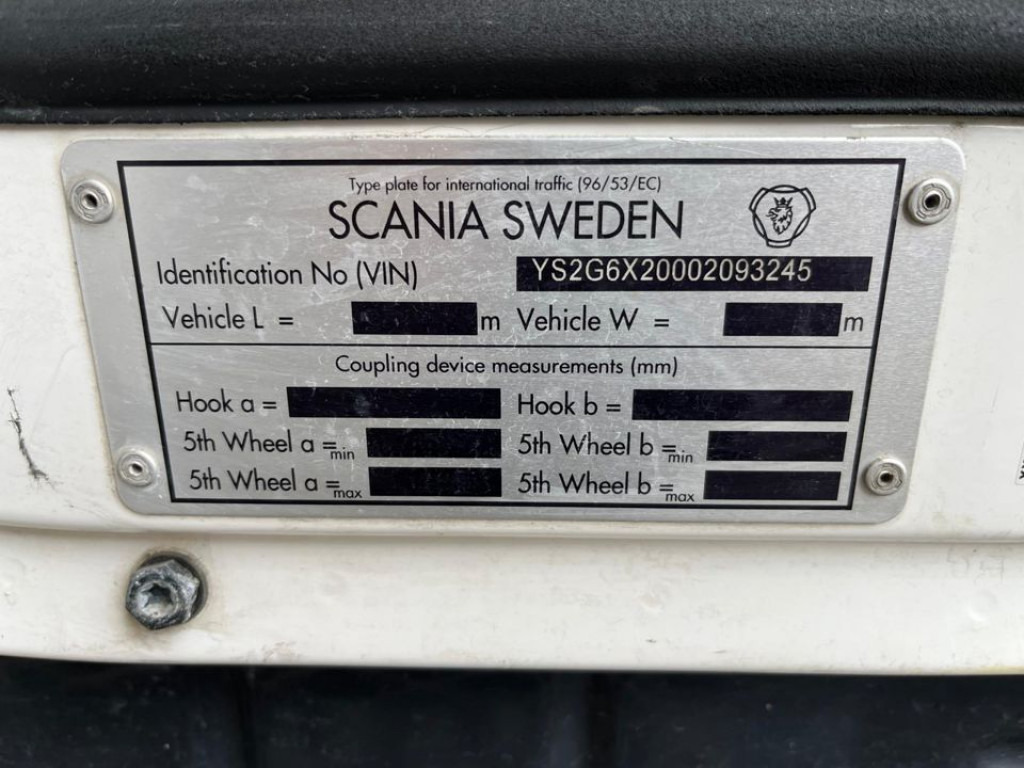 Type plate for international traffic (96/53/EC)
SCANIA SWEDEN
Identification No (VIN) YS2G6X20002093245
Vehicle L = m Vehicle W = m
Coupling device measurements (mm)
Hook a = Hook b =
5th Wheel a =min 5th Wheel b =min
5th Wheel a =max 5th Wheel b =max